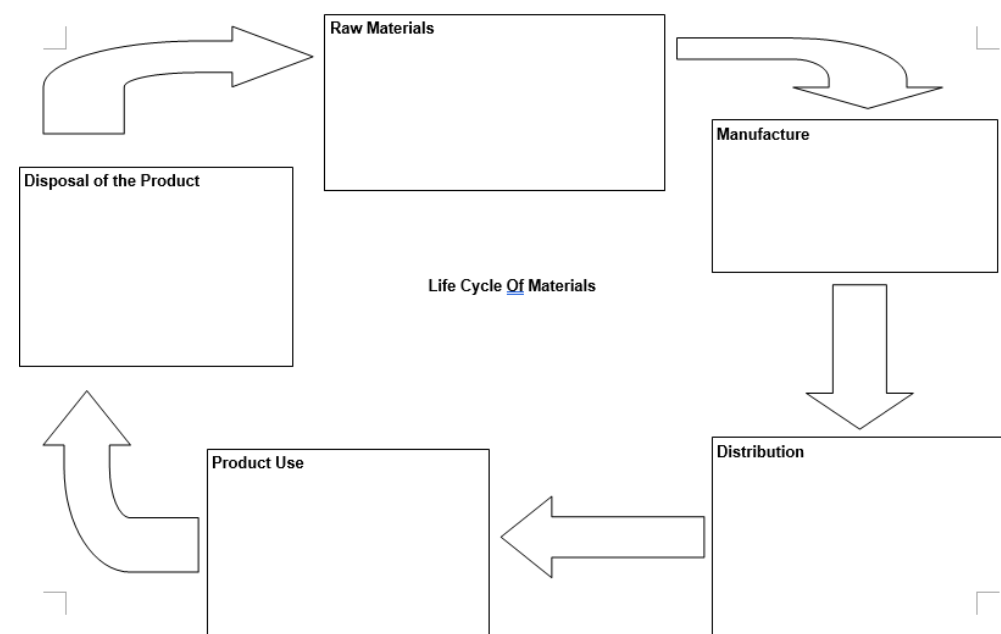 Raw Materials
Manufacture
Disposal of the Product
Life Cycle Of Materials
Distribution
Product Use